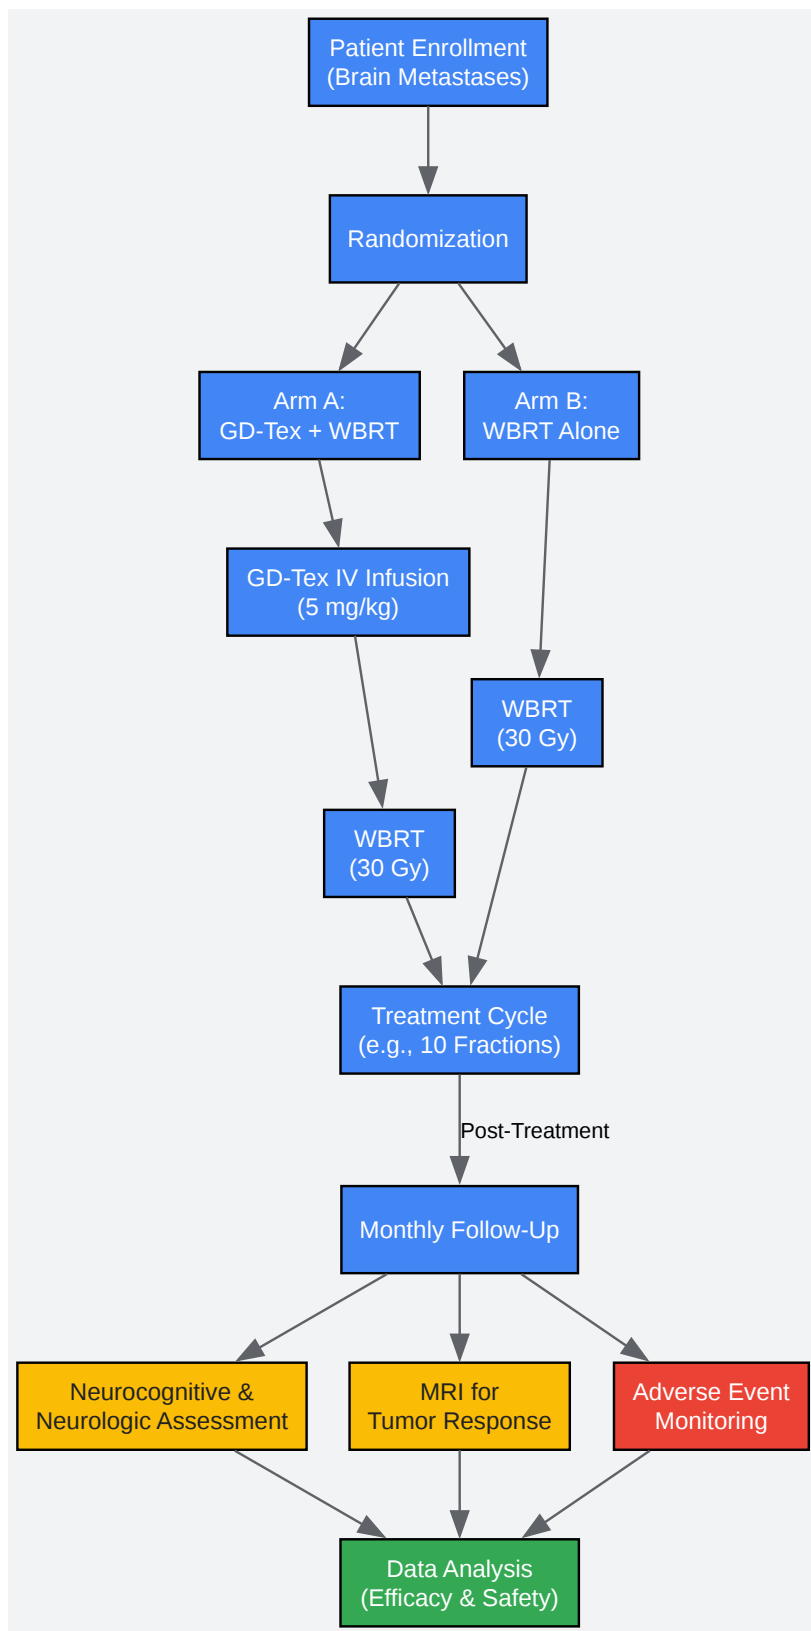 Patient Enrollment
(Brain Metastases)
Randomization
Arm A:
GD-Tex + WBRT
Arm B:
WBRT Alone
GD-Tex IV Infusion
(5 mg/kg)
WBRT
(30 Gy)
WBRT
(30 Gy)
Treatment Cycle
(e.g., 10 Fractions)
Post-Treatment
Monthly Follow-Up
Neurocognitive &
Neurologic Assessment
MRI for
Tumor Response
Adverse Event
Monitoring
Data Analysis
(Efficacy & Safety)